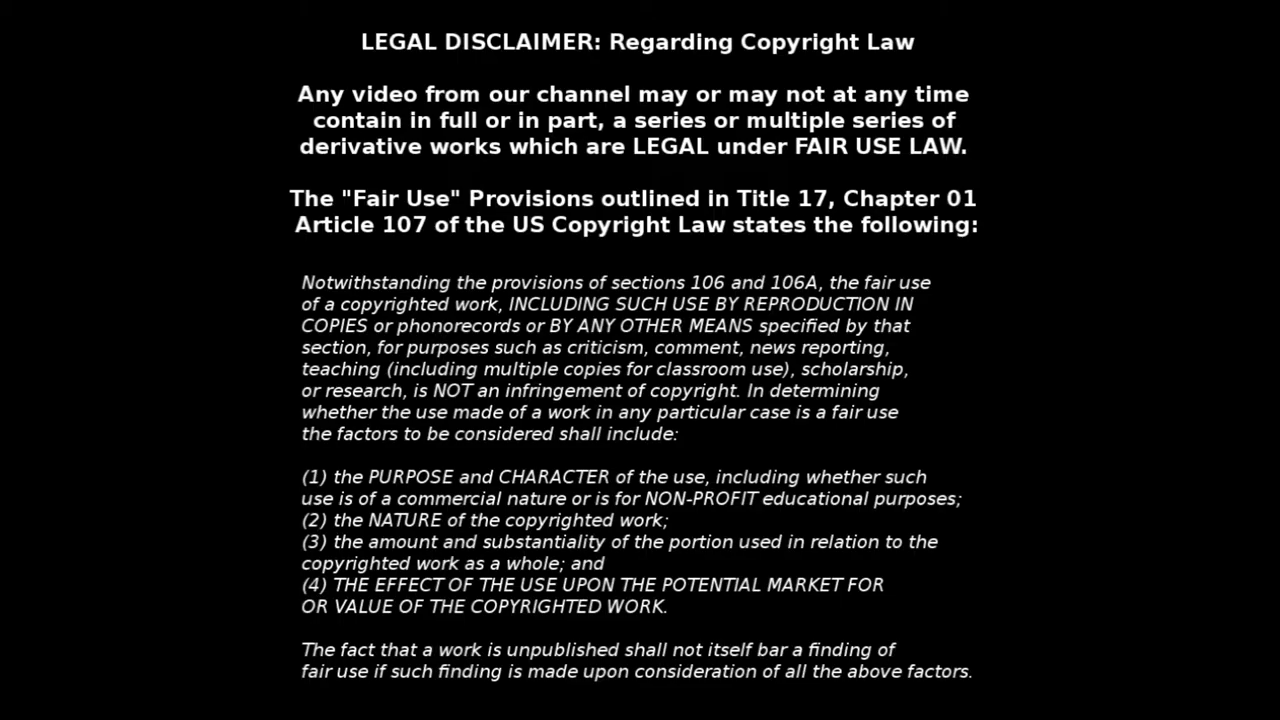 LEGAL DISCLAIMER: Regarding Copyright Law
Any video from our channel may or may not at any time
contain in full or in part, a series or multiple series of
derivative works which are LEGAL under FAIR USE LAW.
The "Fair Use" Provisions outlined in Title 17, Chapter 01
Article 107 of the US Copyright Law states the following:
Notwithstanding the provisions of sections 106 and 106A, the fair use
of a copyrighted work, INCLUDING SUCH USE BY REPRODUCTION IN
COPIES or phonorecords or BY ANY OTHER MEANS specified by that
section, for purposes such as criticism, comment, news reporting,
teaching (including multiple copies for classroom use), scholarship,
or research, is NOT an infringement of copyright. In determining
whether the use made of a work in any particular case is a fair use
the factors to be considered shall include:
(1) the PURPOSE and CHARACTER of the use, including whether such
use is of a commercial nature or is for NON-PROFIT educational purposes;
(2) the NATURE of the copyrighted work;
(3) the amount and substantiality of the portion used in relation to the
copyrighted work as a whole; and
(4) THE EFFECT OF THE USE UPON THE POTENTIAL MARKET FOR
OR VALUE OF THE COPYRIGHTED WORK.
The fact that a work is unpublished shall not itself bar a finding of
fair use if such finding is made upon consideration of all the above factors.